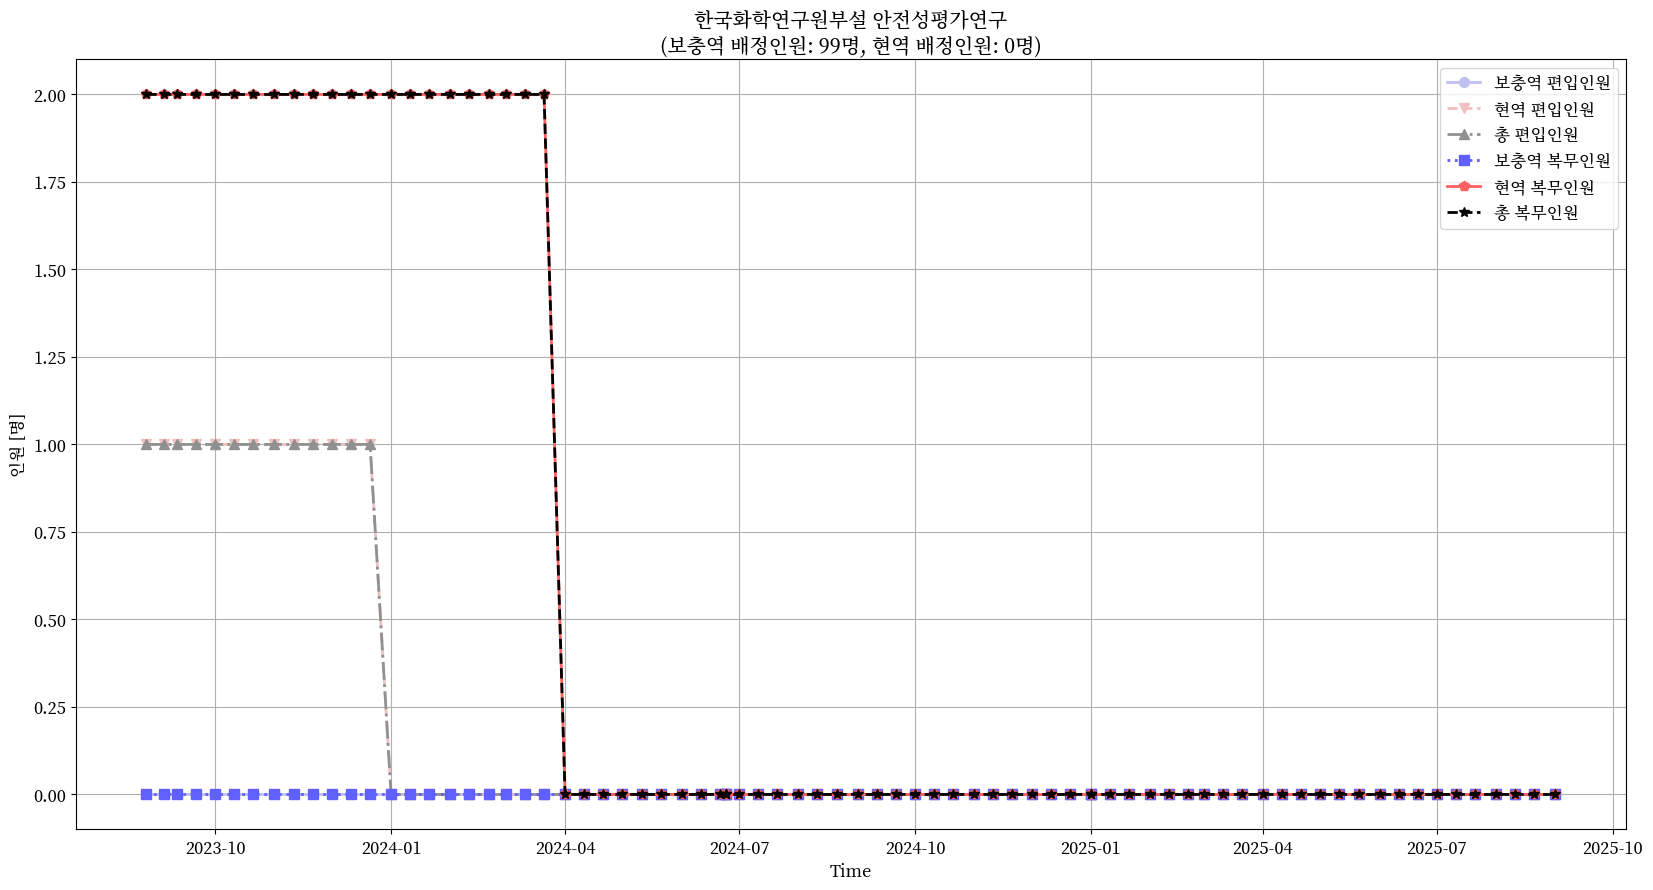 한국화학연구원부설 안전성평가연구
(보충역 배정인원: 99명, 현역 배정인원: 0명)
2.00
1.75
1.50
1.25
1.00
0.75
0.50
0.25
0.00
인원 [명]
보충역 편입인원
현역 편입인원
총 편입인원
보충역 복무인원
현역 복무인원
총 복무인원
2023-10
2024-01
2024-04
2024-07
2024-10
2025-01
2025-04
2025-07
2025-10
Time